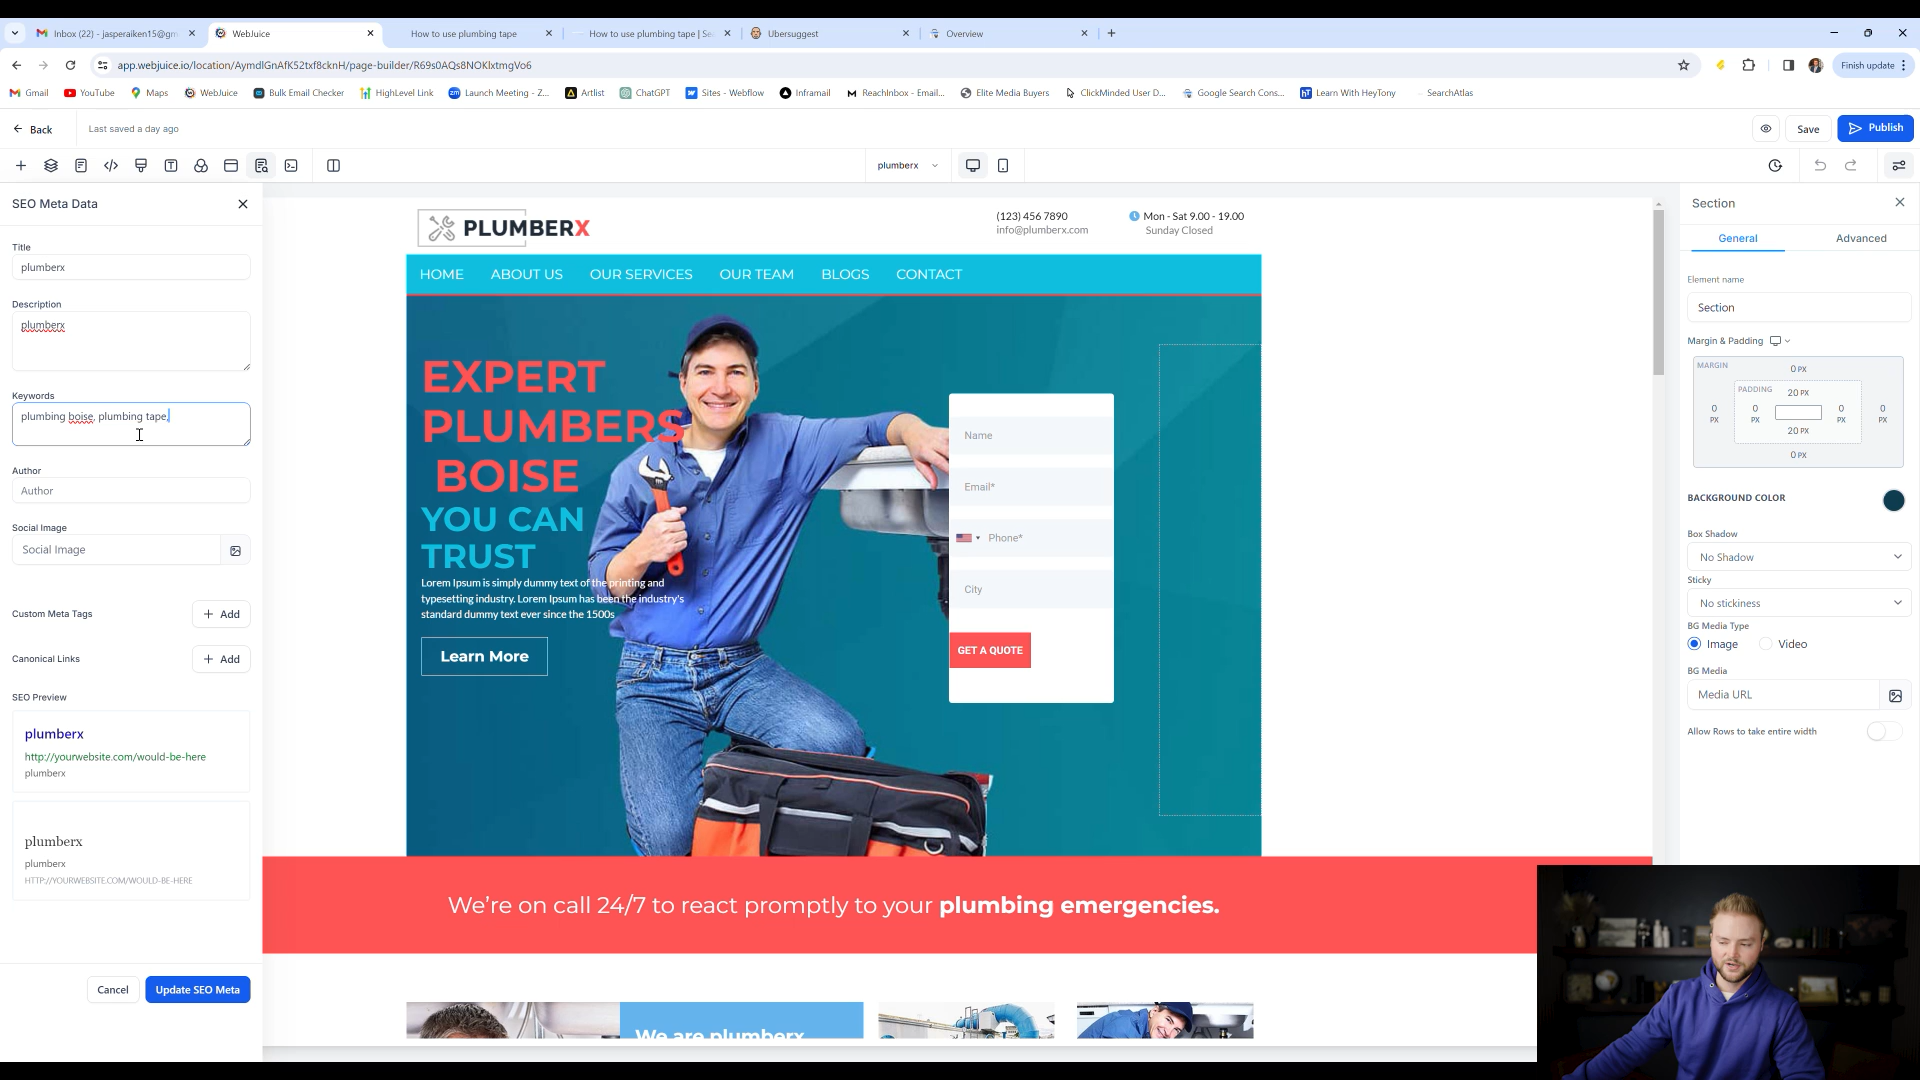 Inbox (22) - jasperaiken15@gm
WebJuice
How to use plumbing tape
How to use plumbing tape | Se
Ubersuggest
Overview
app.webjuice.io/location/AymdlGnAfK52txf8cknH/page-builder/R69s0AQs8NOKlxtmgVo6
Finish update
Gmail
YouTube
Maps
WebJuice
Bulk Email Checker
HighLevel Link
Launch Meeting - Z...
Artlist
ChatGPT
Sites - Webflow
Inframail
ReachInbox - Email...
Elite Media Buyers
ClickMinded User D...
Google Search Cons...
Learn With HeyTony
SearchAtlas
Back
Last saved a day ago
Save
Publish
plumberx
SEO Meta Data
Title
plumberx
Description
plumberx
Keywords
plumbing boise, plumbing tape,
Author
Author
Social Image
Social Image
Custom Meta Tags
Add
Canonical Links
Add
SEO Preview
plumberx
http://yourwebsite.com/would-be-here
plumberx
plumberx
plumberx
HTTP://YOURWEBSITE.COM/WOULD-BE-HERE
Cancel
Update SEO Meta
PLUMBERX
(123) 456 7890
info@plumberx.com
Mon - Sat 9.00 - 19.00
Sunday Closed
HOME
ABOUT US
OUR SERVICES
OUR TEAM
BLOGS
CONTACT
EXPERT
PLUMBERS
BOISE
YOU CAN
TRUST
Lorem Ipsum is simply dummy text of the printing and
typesetting industry. Lorem Ipsum has been the industry's
standard dummy text ever since the 1500s
Learn More
Name
Email*
Phone*
City
GET A QUOTE
We're on call 24/7 to react promptly to your plumbing emergencies.
We are plumberx
Section
General
Advanced
Element name
Section
Margin & Padding
MARGIN
0 PX
PADDING
20 PX
0
PX
0
PX
0
PX
0
PX
20 PX
0 PX
BACKGROUND COLOR
Box Shadow
No Shadow
Sticky
No stickiness
BG Media Type
Image
Video
BG Media
Media URL
Allow Rows to take entire width